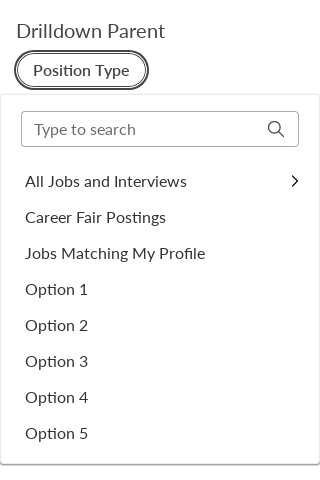 Drilldown Parent
Position Type
Type to search
All Jobs and Interviews
Career Fair Postings
Jobs Matching My Profile
Option 1
Option 2
Option 3
Option 4
Option 5